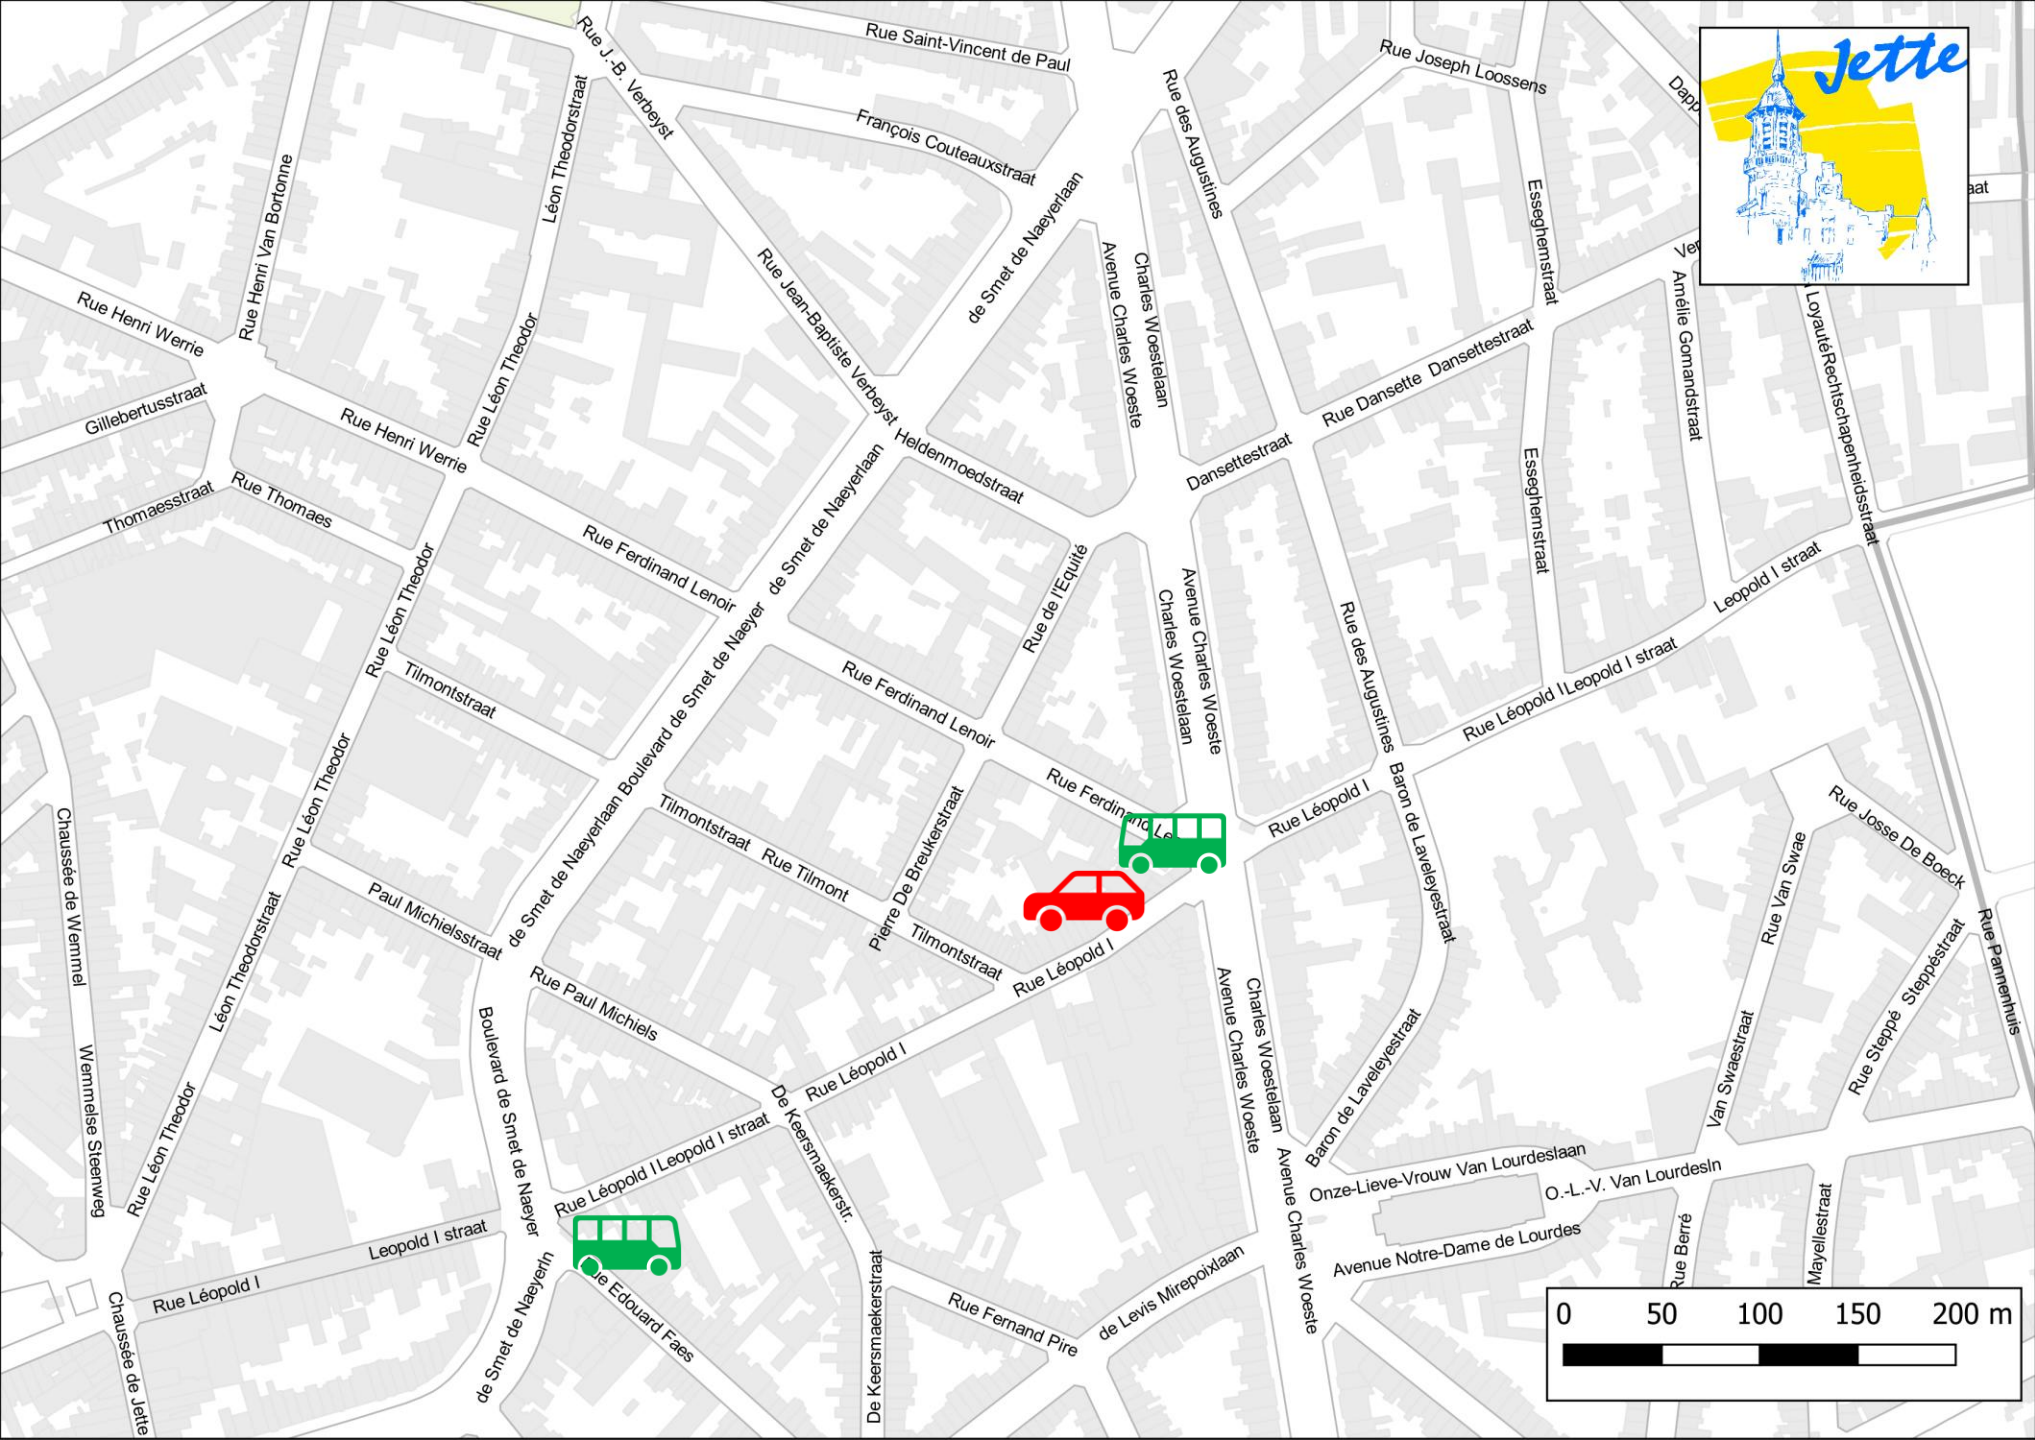 Rue J.-B. Verbeyst
Rue Saint-Vincent de Paul
Rue Joseph Loossens
Jette
Rue des Augustines
Léon Theodorstraat
François Couteauxstraat
Rue Henri Van Bortonne
de Smet de Naeyerlaan
Esseghemstraat
aat
Avenue Charles Woeste
Charles Woestelaan
Rue Jean-Baptiste Verbeyst
Rue Henri Werrie
Amélie Gomandstraat
Loyauté
Rechtschapenheidsstraat
Rue Léon Theodor
Rue Dansette
Dansettestraat
Gillebertusstraat
Rue Henri Werrie
Heldenmoedstraat
Dansettestraat
Thomaesstraat
Rue Thomaes
de Smet de Naeyerlaan
Esseghemstraat
Rue Ferdinand Lenoir
Rue Léon Theodor
Rue de l'Equité
Avenue Charles Woeste
Charles Woestelaan
Rue des Augustines
Leopold I straat
Tilmontstraat
Boulevard de Smet de Naeyer
Rue Ferdinand Lenoir
Rue Léopold I
Leopold I straat
Rue Léon Theodor
de Smet de Naeyerlaan
Tilmontstraat
Rue Tilmont
Pierre De Breukerstraat
Rue Ferdinand Le
Rue Léopold I
Baron de Laveleyestraat
Rue Josse De Boeck
Rue Van Swae
Chaussée de Wemmel
Paul Michielsstraat
Léon Theodorstraat
Tilmontstraat
Rue Léopold I
Rue Pannenhuis
Steppéstraat
Rue Steppé
Rue Paul Michiels
Boulevard de Smet de Naeyer
Avenue Charles Woeste
Charles Woestelaan
Baron de Laveleyestraat
Van Swaestraat
Wemmelse Steenweg
Rue Léon Theodor
Rue Léopold I
De Keersmaekerstr.
Rue Léopold I
Leopold I straat
Avenue Charles Woeste
Onze-Lieve-Vrouw Van Lourdeslaan
O.-L.-V. Van Lourdesln
Leopold I straat
Rue Léopold I
Avenue Notre-Dame de Lourdes
Rue Berré
Mayellestraat
Chaussée de Jette
de Smet de Naeyerln
Rue Edouard Faes
De Keersmaekerstraat
Rue Fernand Pire
de Levis Mirepoixlaan
0 50 100 150 200 m